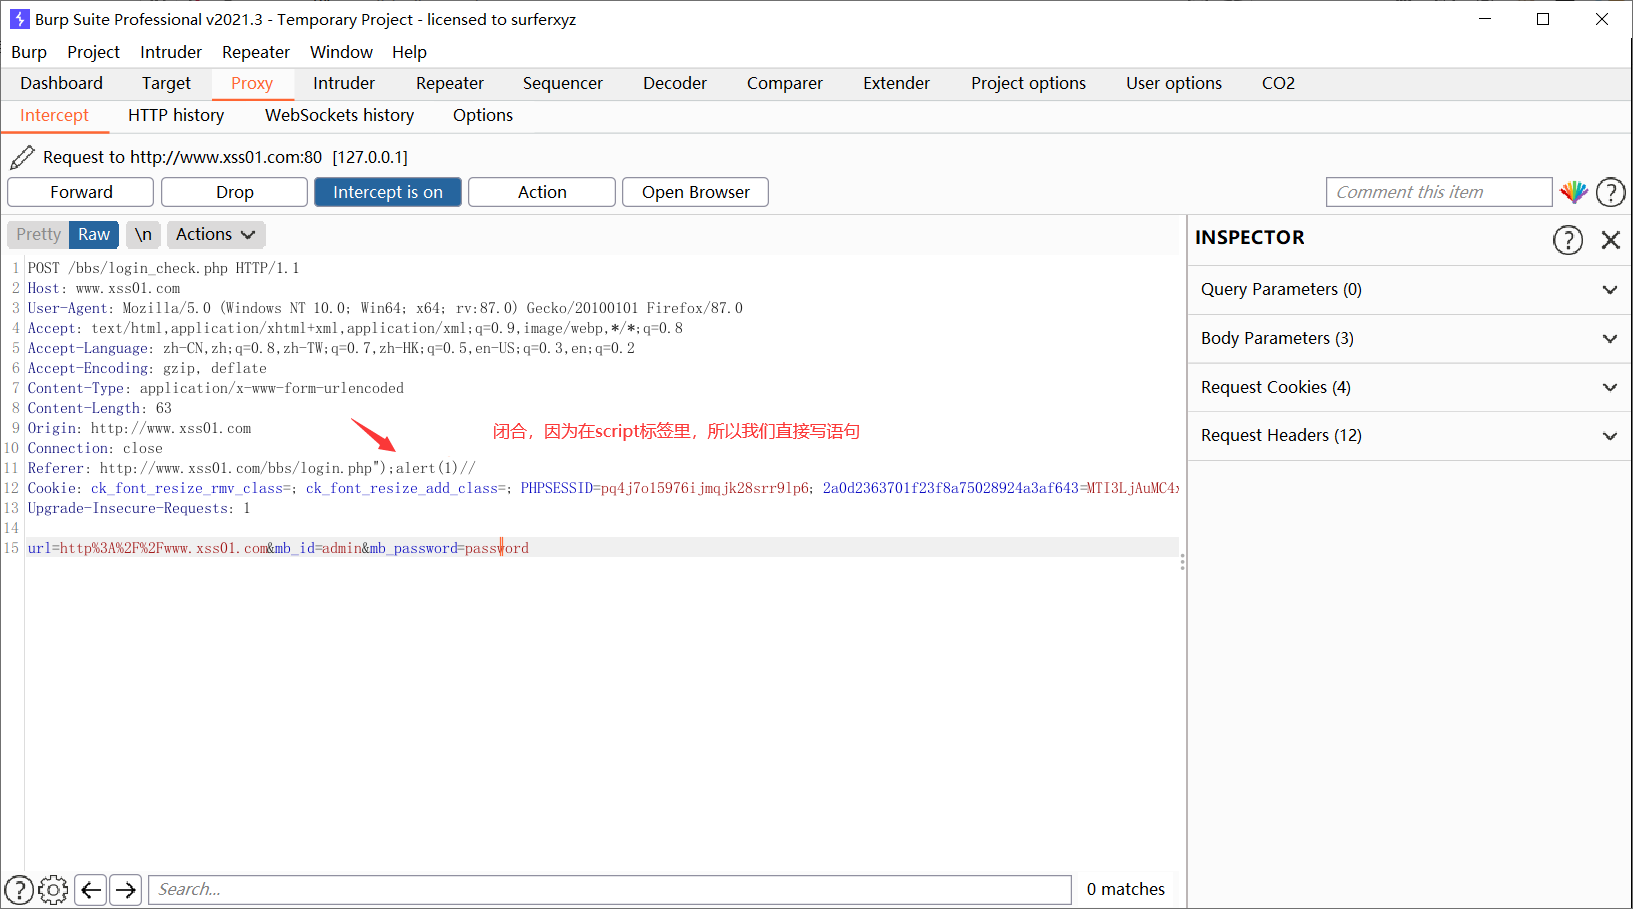 Burp Suite Professional v2021.3 - Temporary Project - licensed to surferxyz
Burp Project Intruder Repeater Window Help
Dashboard Target Proxy Intruder Repeater Sequencer Decoder Comparer Extender Project options User options CO2
Intercept HTTP history WebSockets history Options
Request to http://www.xss01.com:80 [127.0.0.1]
Forward Drop Intercept is on Action Open Browser Comment this item ?
Pretty Raw \n Actions
INSPECTOR ?
Query Parameters (0)
Body Parameters (3)
Request Cookies (4)
Request Headers (12)
1 POST /bbs/login_check.php HTTP/1.1
2 Host: www.xss01.com
3 User-Agent: Mozilla/5.0 (Windows NT 10.0; Win64; x64; rv:87.0) Gecko/20100101 Firefox/87.0
4 Accept: text/html,application/xhtml+xml,application/xml;q=0.9,image/webp,*/*;q=0.8
5 Accept-Language: zh-CN,zh;q=0.8,zh-TW;q=0.7,zh-HK;q=0.5,en-US;q=0.3,en;q=0.2
6 Accept-Encoding: gzip, deflate
7 Content-Type: application/x-www-form-urlencoded
8 Content-Length: 63
9 Origin: http://www.xss01.com
闭合，因为在script标签里，所以我们直接写语句
10 Connection: close
11 Referer: http://www.xss01.com/bbs/login.php");alert(1)//
12 Cookie: ck_font_resize_rmv_class=; ck_font_resize_add_class=; PHPSESSID=pq4j7o15976ijmqjk28srr9lp6; 2a0d2363701f23f8a75028924a3af643=MTI3LjAuMC4x
13 Upgrade-Insecure-Requests: 1
14
15 url=http%3A%2F%2Fwww.xss01.com&mb_id=admin&mb_password=password
? Search... 0 matches